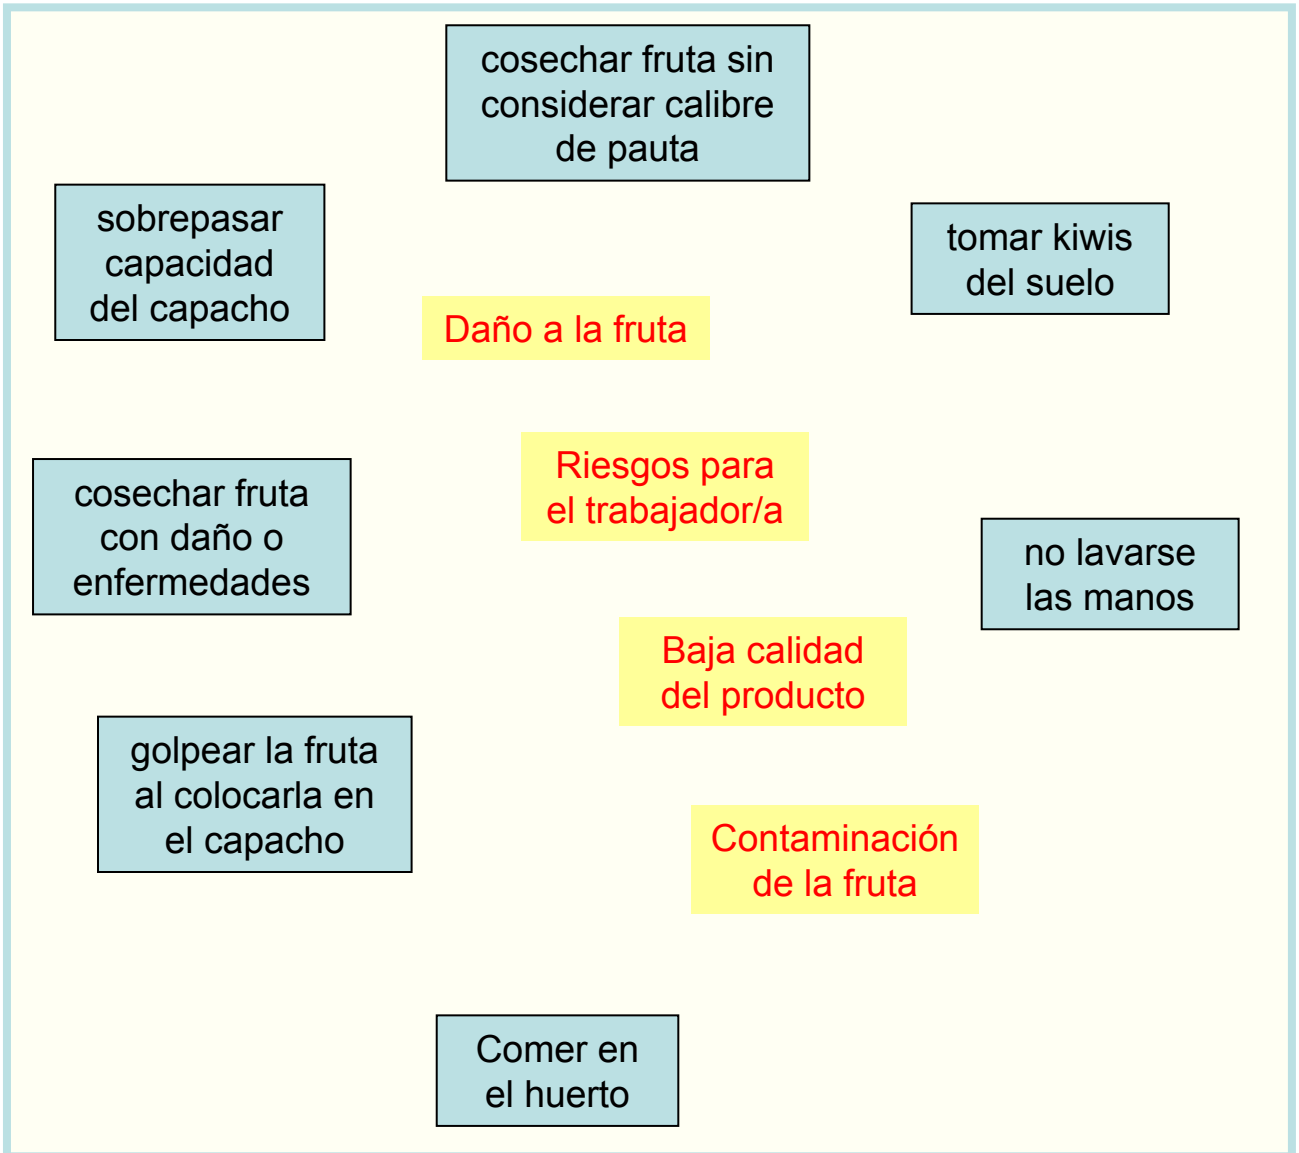 cosechar fruta sin
considerar calibre
de pauta
sobrepasar
capacidad
del capacho
tomar kiwis
del suelo
Daño a la fruta
Riesgos para
el trabajador/a
cosechar fruta
con daño o
enfermedades
no lavarse
las manos
Baja calidad
del producto
golpear la fruta
al colocarla en
el capacho
Contaminación
de la fruta
Comer en
el huerto